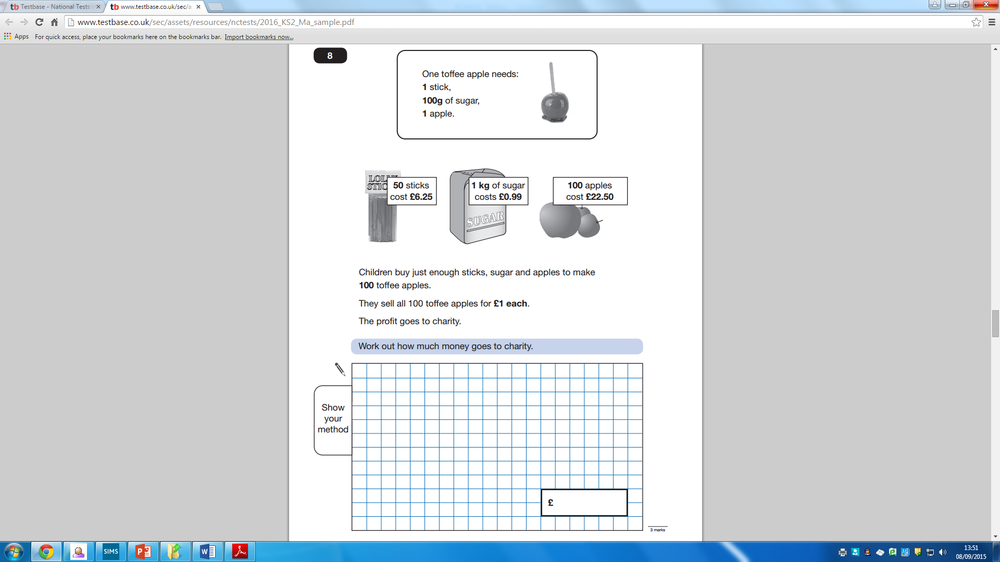 Testbase - National Tests
www.testbase.co.uk/sec/a
www.testbase.co.uk/sec/assets/resources/nctests/2016_KS2_Ma_sample.pdf
Apps For quick access, place your bookmarks here on the bookmarks bar. Import bookmarks now...
8
One toffee apple needs:
1 stick,
100g of sugar,
1 apple.
50 sticks
cost £6.25
1 kg of sugar
costs £0.99
SUGAR
100 apples
cost £22.50
Children buy just enough sticks, sugar and apples to make
100 toffee apples.
They sell all 100 toffee apples for £1 each.
The profit goes to charity.
Work out how much money goes to charity.
Show
your
method
£
3 marks
SIMS
13:51
08/09/2015